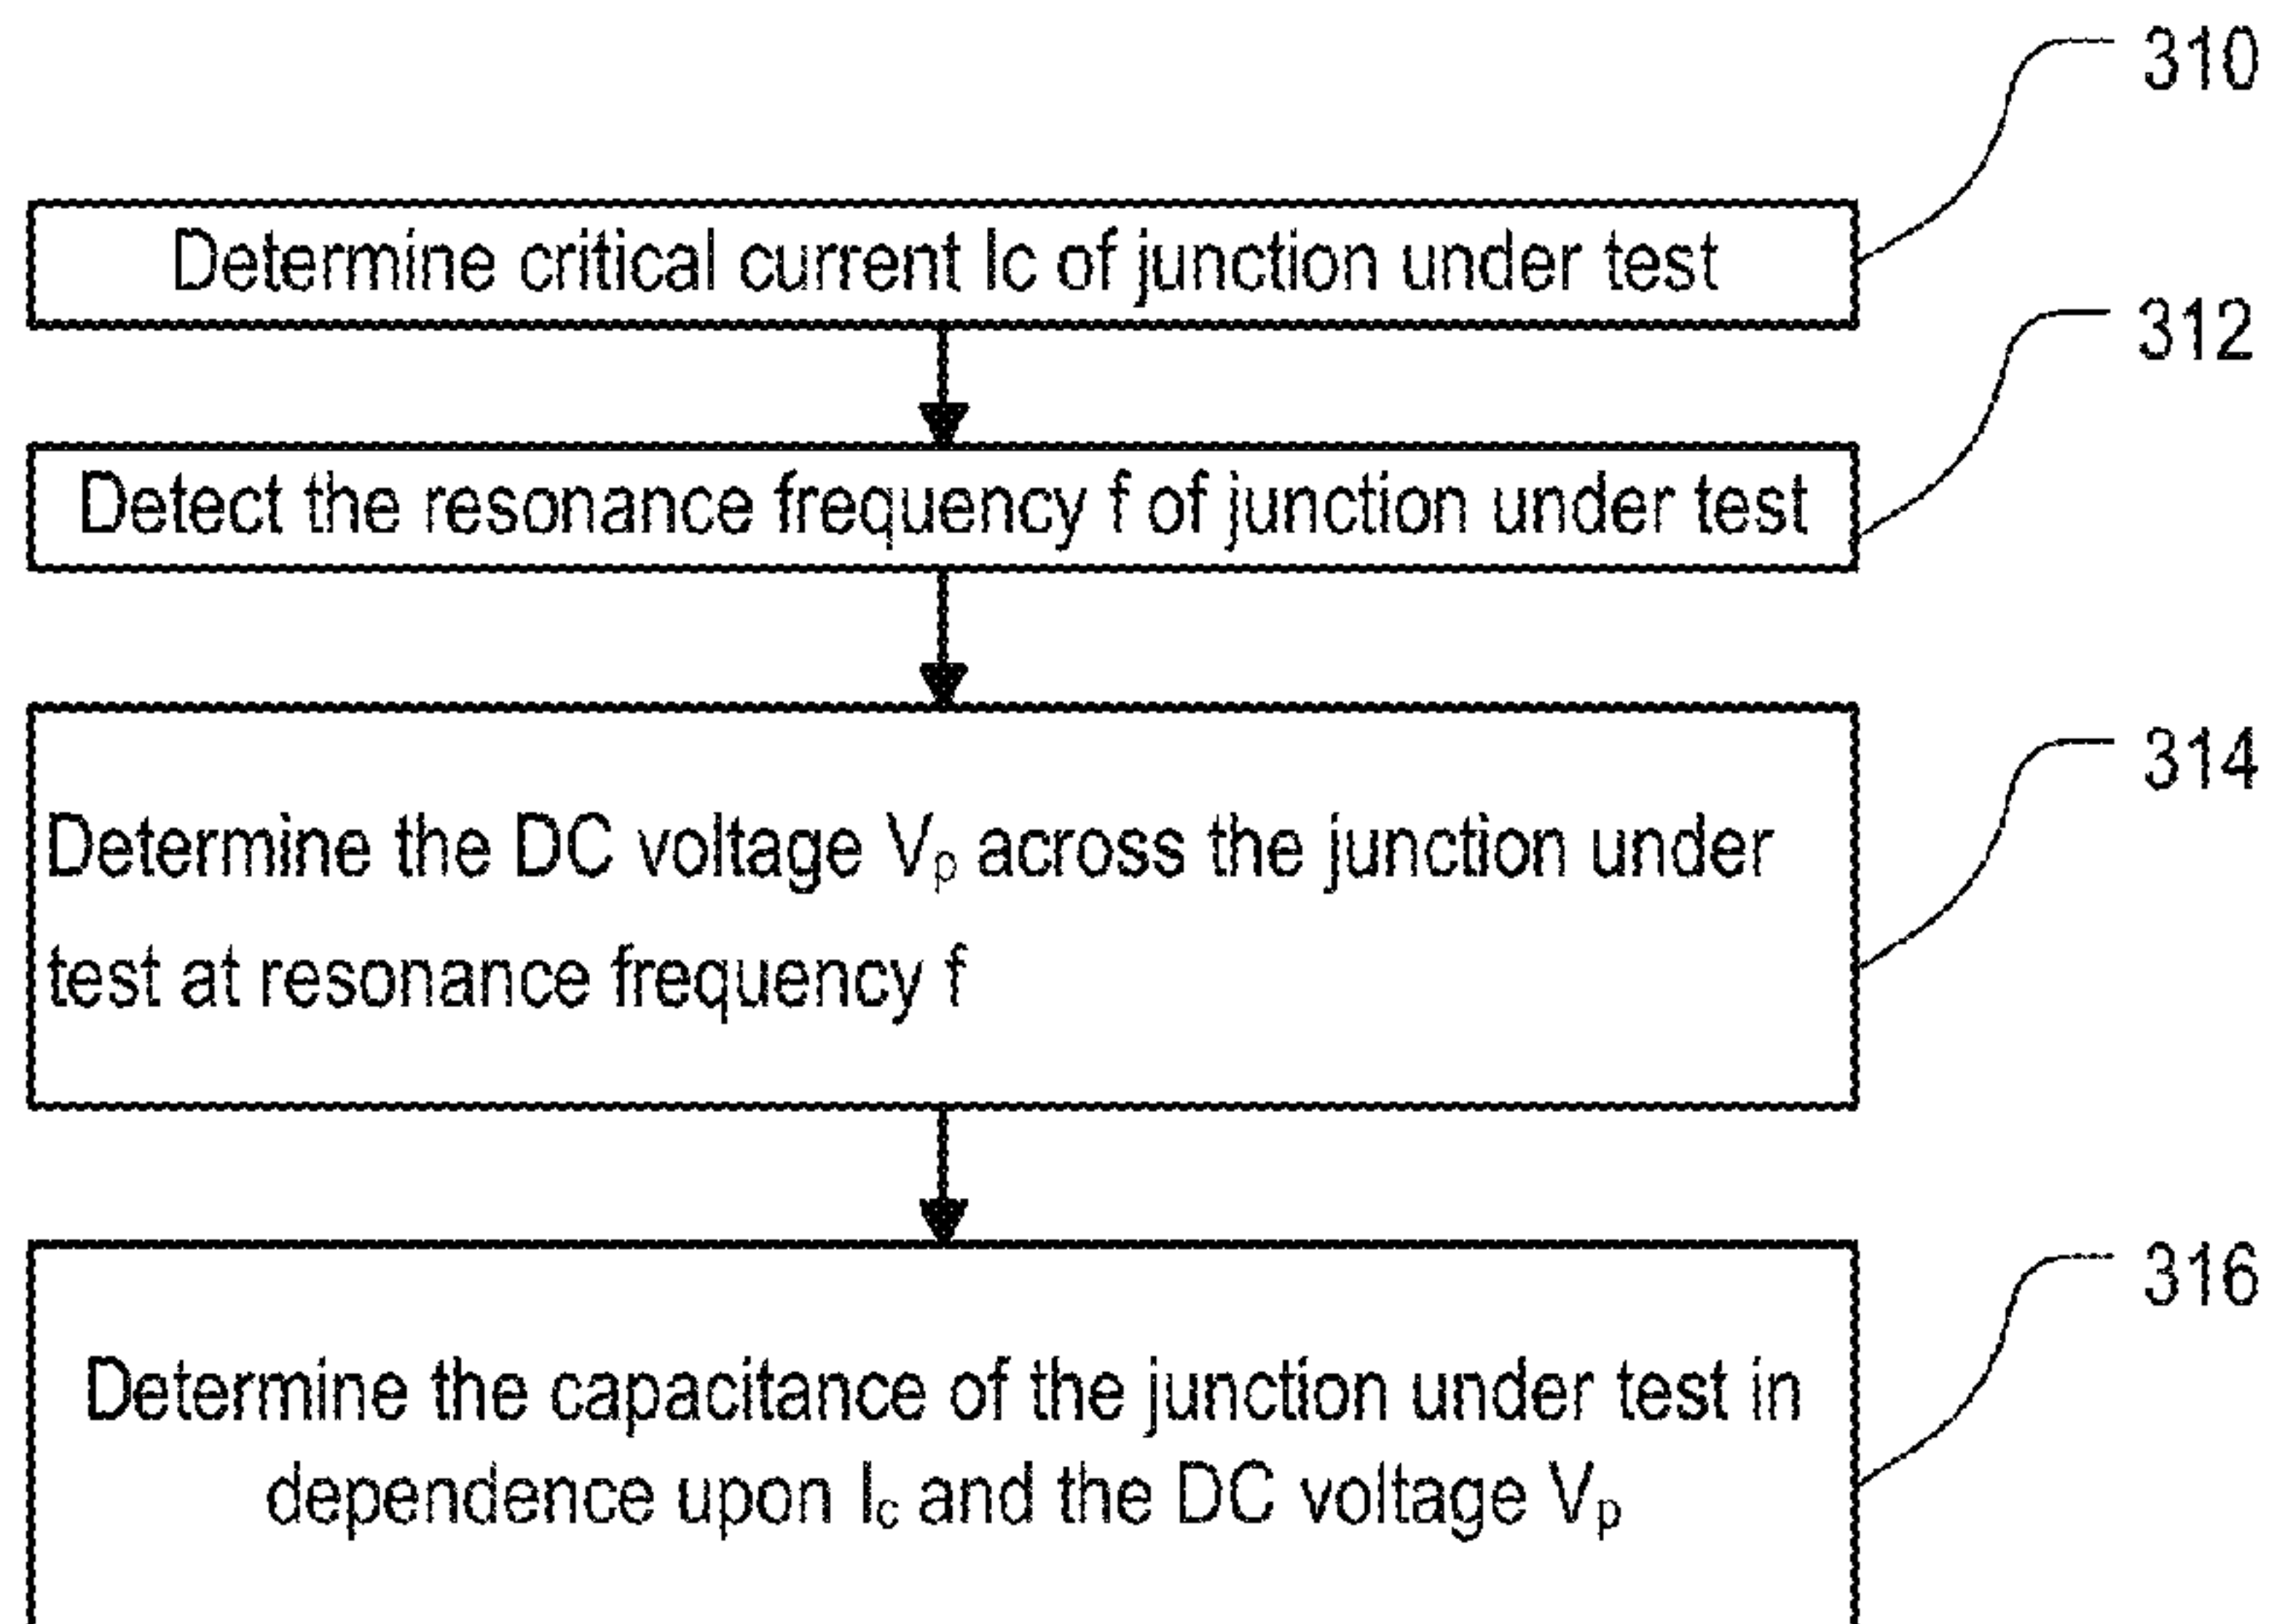 310
Determine critical current Ic of junction under test
312
Detect the resonance frequency f of junction under test
314
Determine the DC voltage Vₚ across the junction under
test at resonance frequency f
316
Determine the capacitance of the junction under test in
dependence upon I꜀ and the DC voltage Vₚ